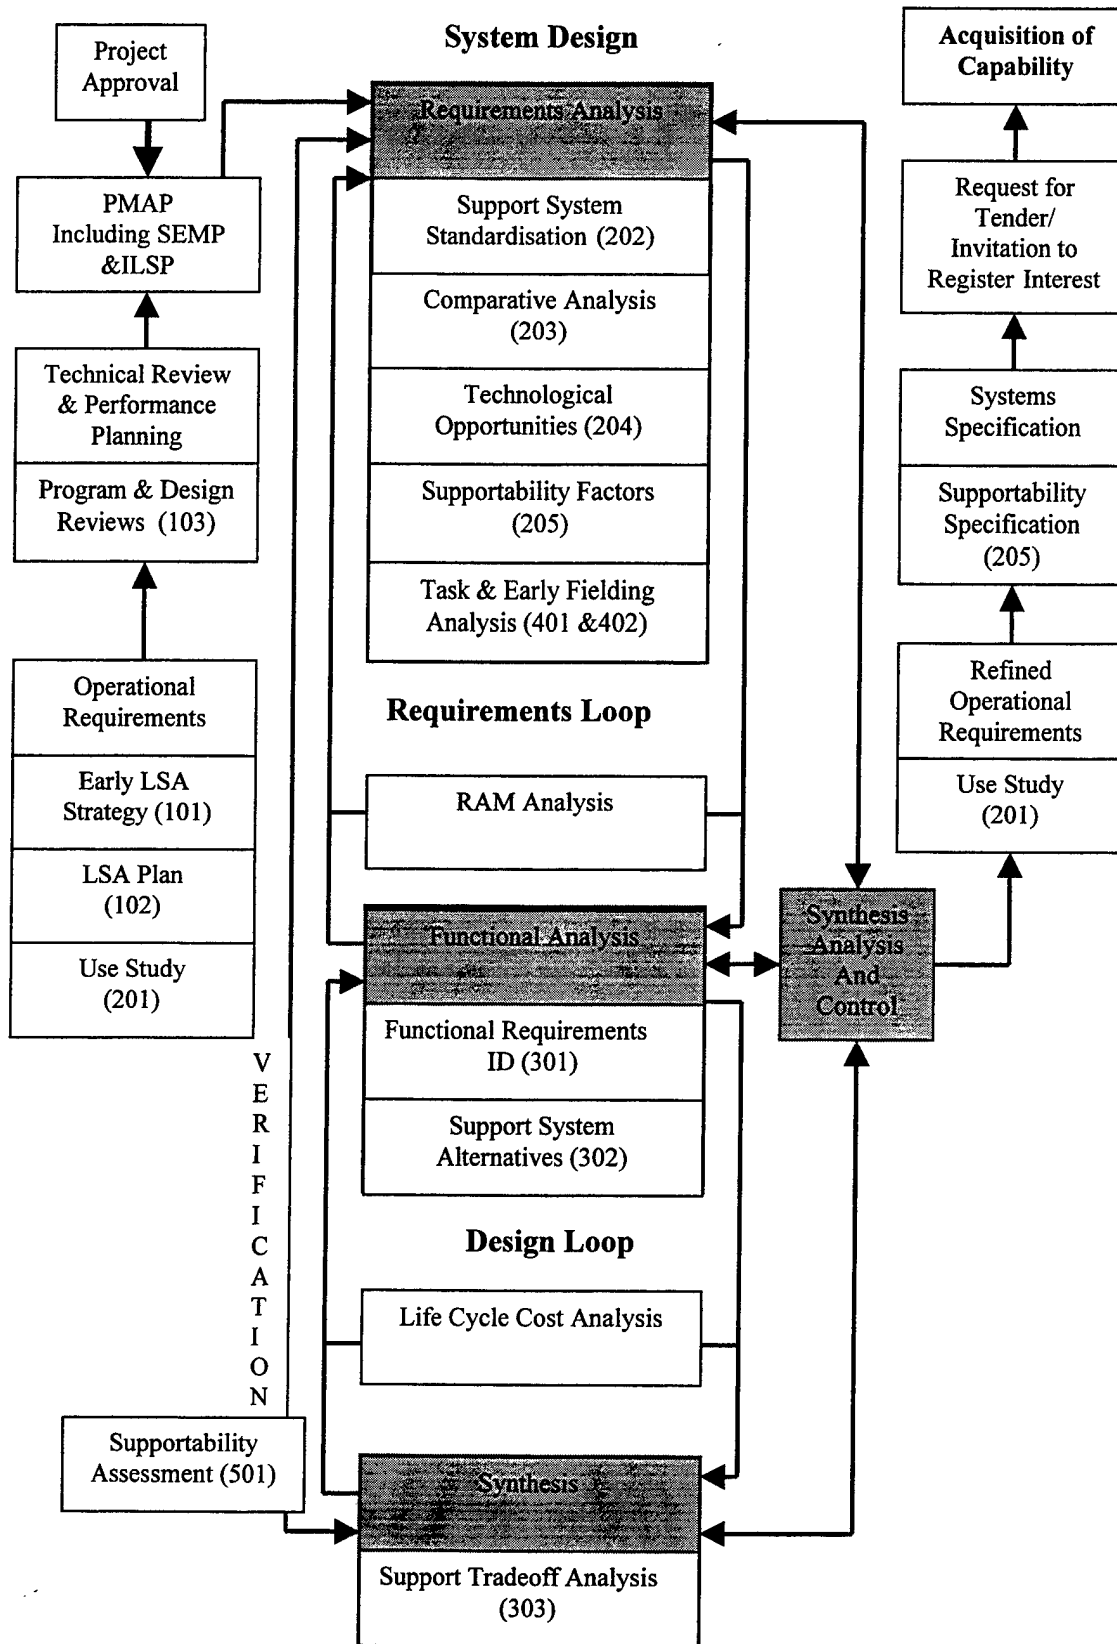 System Design
Project
Approval
PMAP
Including SEMP
&ILSP
Technical Review
& Performance
Planning
Program & Design
Reviews (103)
Operational
Requirements
Early LSA
Strategy (101)
LSA Plan
(102)
Use Study
(201)
VERIFICATION
Supportability
Assessment (501)
Requirements Analysis
Support System
Standardisation (202)
Comparative Analysis
(203)
Technological
Opportunities (204)
Supportability Factors
(205)
Task & Early Fielding
Analysis (401 &402)
Requirements Loop
RAM Analysis
Functional Analysis
Functional Requirements
ID (301)
Support System
Alternatives (302)
Design Loop
Life Cycle Cost Analysis
Synthesis
Support Tradeoff Analysis
(303)
Synthesis
Analysis
And
Control
Acquisition of
Capability
Request for
Tender/
Invitation to
Register Interest
Systems
Specification
Supportability
Specification
(205)
Refined
Operational
Requirements
Use Study
(201)